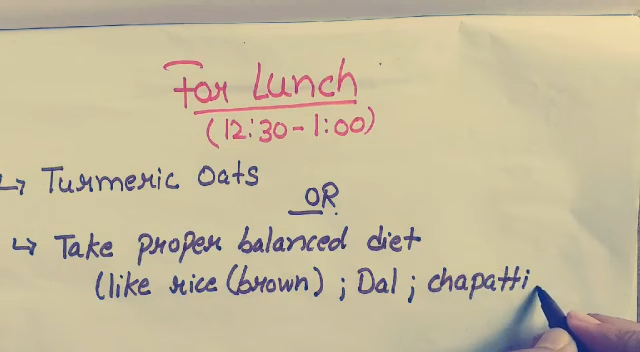 For Lunch
(12:30-1:00)
↳ Turmeric Oats
OR
↳ Take proper balanced diet
(like rice (brown) ; Dal ; chapatti